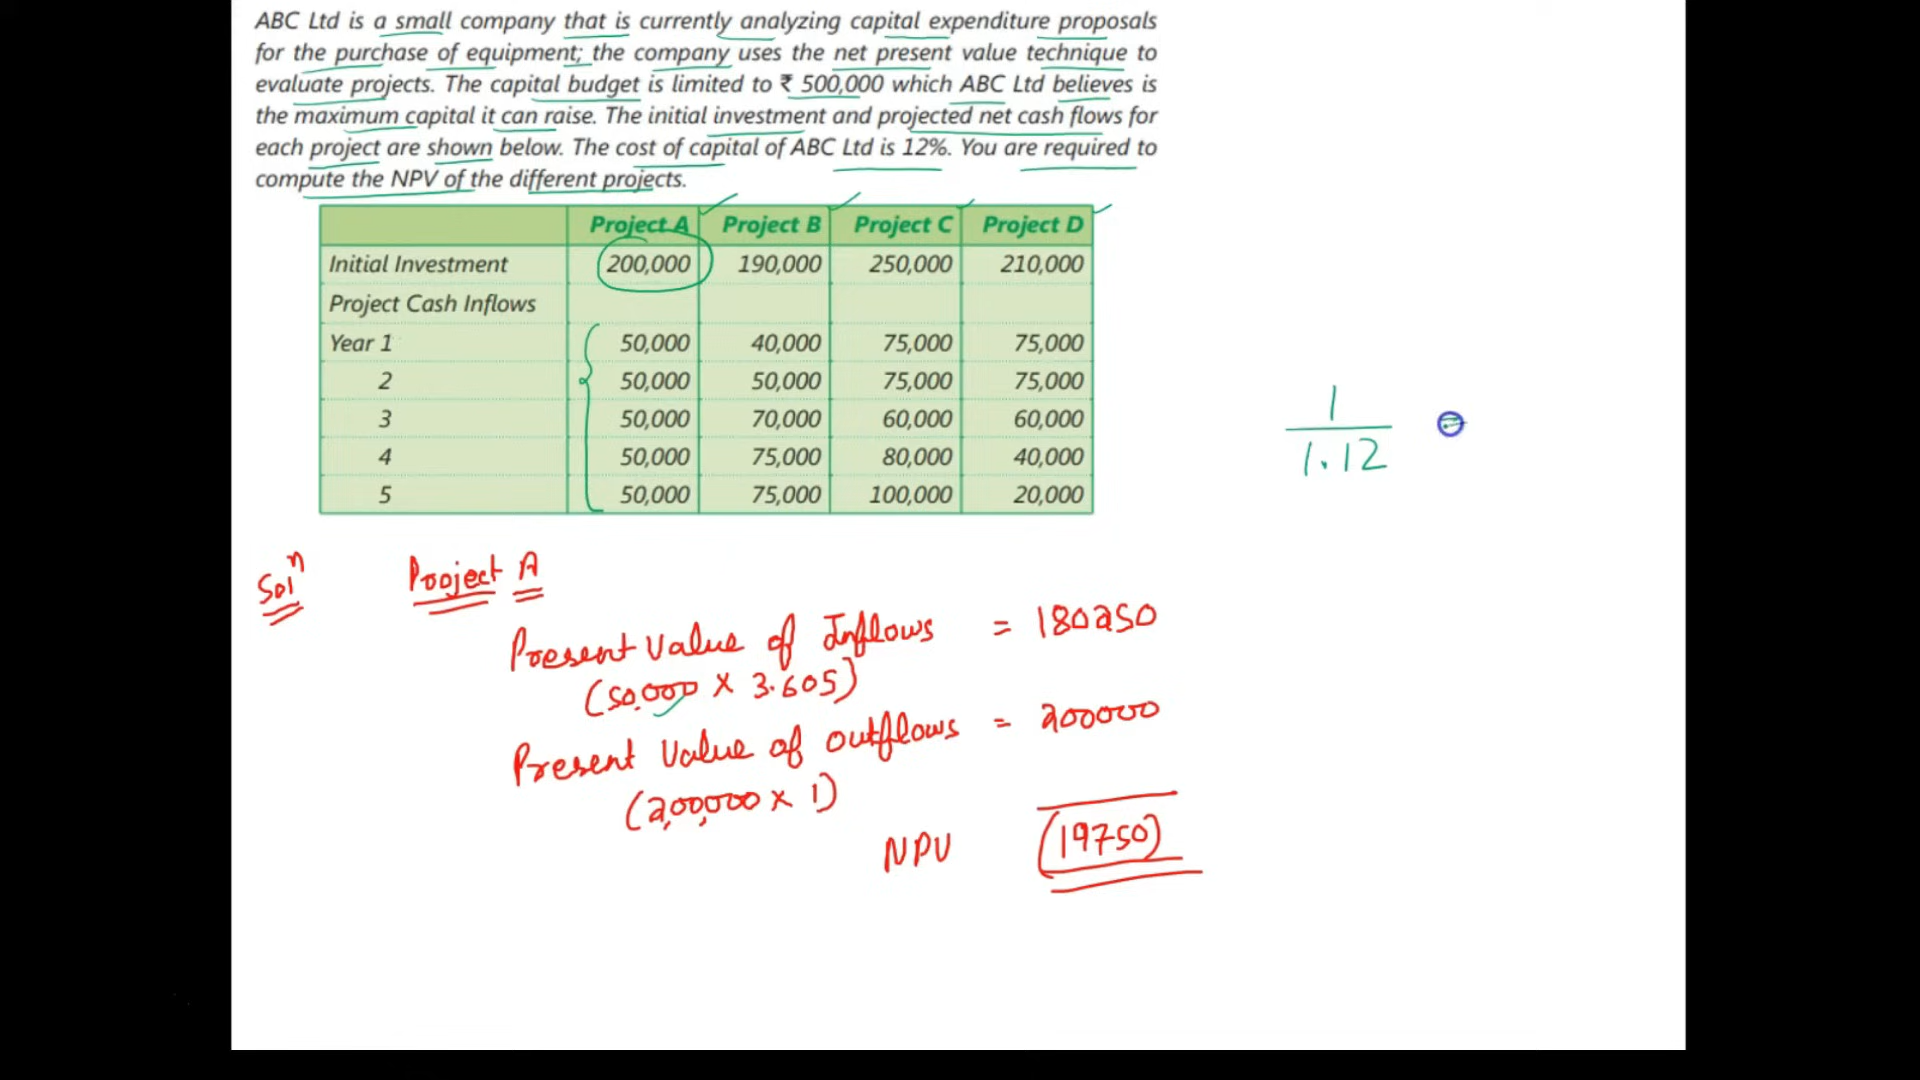 ABC Ltd is a small company that is currently analyzing capital expenditure proposals
for the purchase of equipment; the company uses the net present value technique to
evaluate projects. The capital budget is limited to ₹ 500,000 which ABC Ltd believes is
the maximum capital it can raise. The initial investment and projected net cash flows for
each project are shown below. The cost of capital of ABC Ltd is 12%. You are required to
compute the NPV of the different projects.
Project A Project B Project C Project D
Initial Investment 200,000 190,000 250,000 210,000
Project Cash Inflows
Year 1 50,000 40,000 75,000 75,000
2 50,000 50,000 75,000 75,000
3 50,000 70,000 60,000 60,000
4 50,000 75,000 80,000 40,000
5 50,000 75,000 100,000 20,000
1
1.12 =
Solⁿ Project A
Present Value of Inflows = 180250
(50,000 × 3.605)
Present Value of outflows = 200000
(2,00,000 × 1)
NPV (19750)